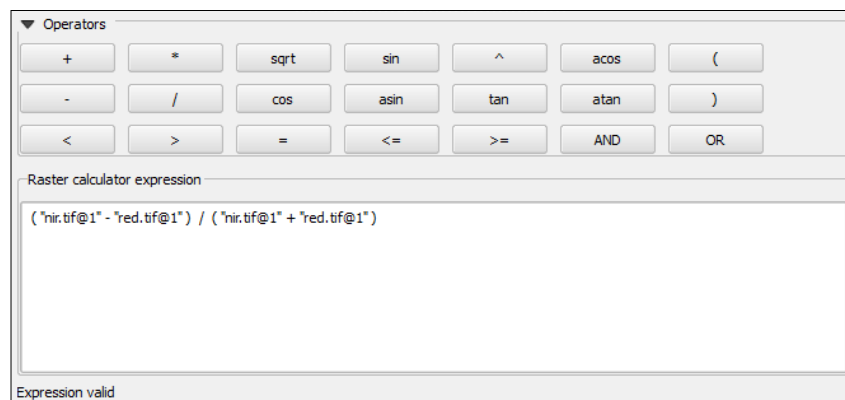 Operators
+ * sqrt sin ^ acos (
- / cos asin tan atan )
< > = <= >= AND OR
Raster calculator expression
( "nir.tif@1" - "red.tif@1" ) / ( "nir.tif@1" + "red.tif@1" )
Expression valid